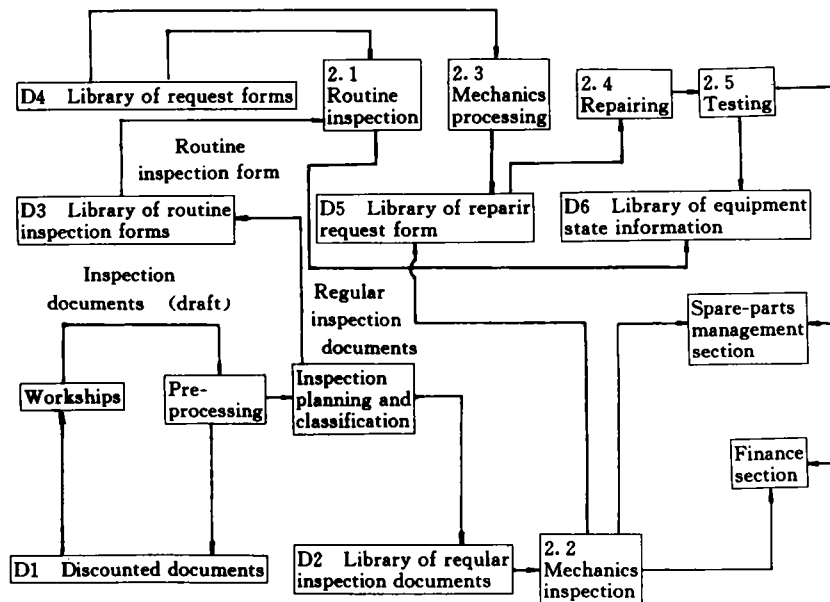 D4 Library of request forms
2.1
Routine
inspection
2.3
Mechanics
processing
2.4
Repairing
2.5
Testing
Routine
inspection form
D3 Library of routine
inspection forms
D5 Library of reparir
request form
D6 Library of equipment
state information
Inspection
documents (draft)
Regular
inspection
documents
Spare-parts
management
section
Workships
Pre-
processing
Inspection
planning and
classification
Finance
section
D1 Discounted documents
D2 Library of reqular
inspection documents
2.2
Mechanics
inspection